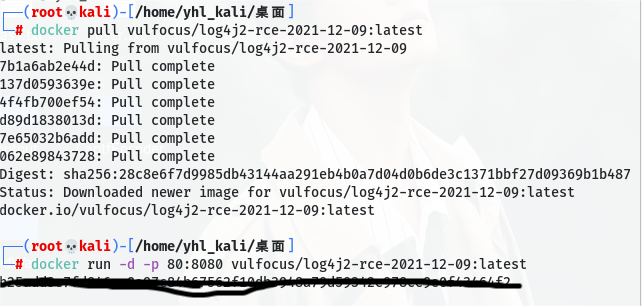 ┌──(root💀kali)-[/home/yhl_kali/桌面]
└─# docker pull vulfocus/log4j2-rce-2021-12-09:latest
latest: Pulling from vulfocus/log4j2-rce-2021-12-09
7b1a6ab2e44d: Pull complete
137d0593639e: Pull complete
4f4fb700ef54: Pull complete
d89d1838013d: Pull complete
7e65032b6add: Pull complete
062e89843728: Pull complete
Digest: sha256:28c8e6f7d9985db43144aa291eb4b0a7d04d0b6de3c1371bbf27d09369b1b487
Status: Downloaded newer image for vulfocus/log4j2-rce-2021-12-09:latest
docker.io/vulfocus/log4j2-rce-2021-12-09:latest
┌──(root💀kali)-[/home/yhl_kali/桌面]
└─# docker run -d -p 80:8080 vulfocus/log4j2-rce-2021-12-09:latest